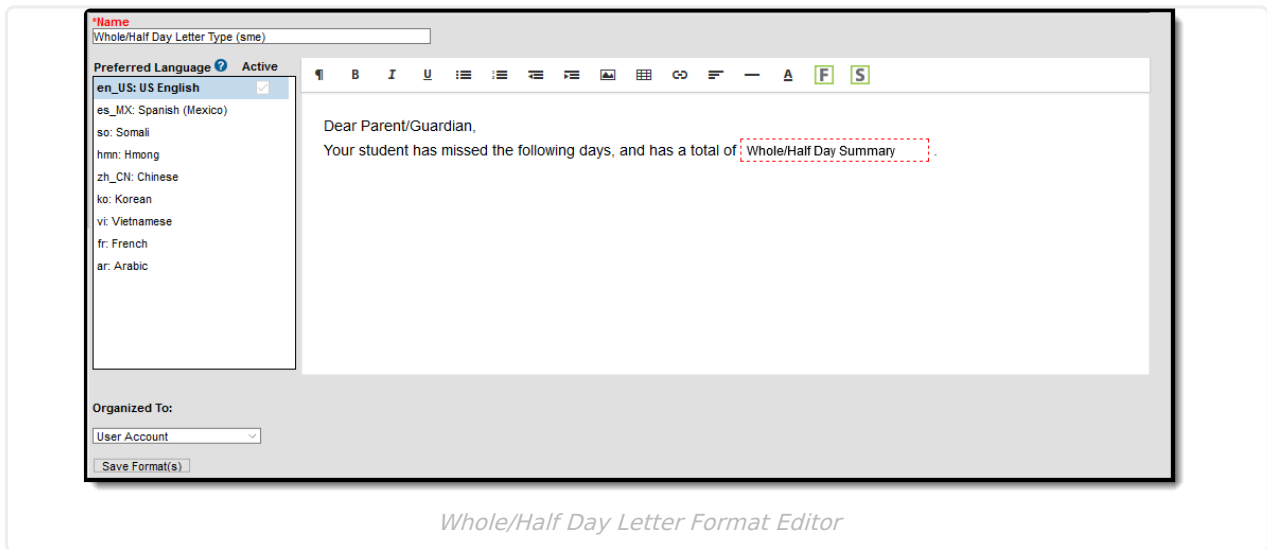 *Name
Whole/Half Day Letter Type (sme)
Preferred Language ? Active
en_US: US English
es_MX: Spanish (Mexico)
so: Somali
hmn: Hmong
zh_CN: Chinese
ko: Korean
vi: Vietnamese
fr: French
ar: Arabic
¶ B I U A F S
Dear Parent/Guardian,
Your student has missed the following days, and has a total of Whole/Half Day Summary .
Organized To:
User Account
Save Format(s)
Whole/Half Day Letter Format Editor